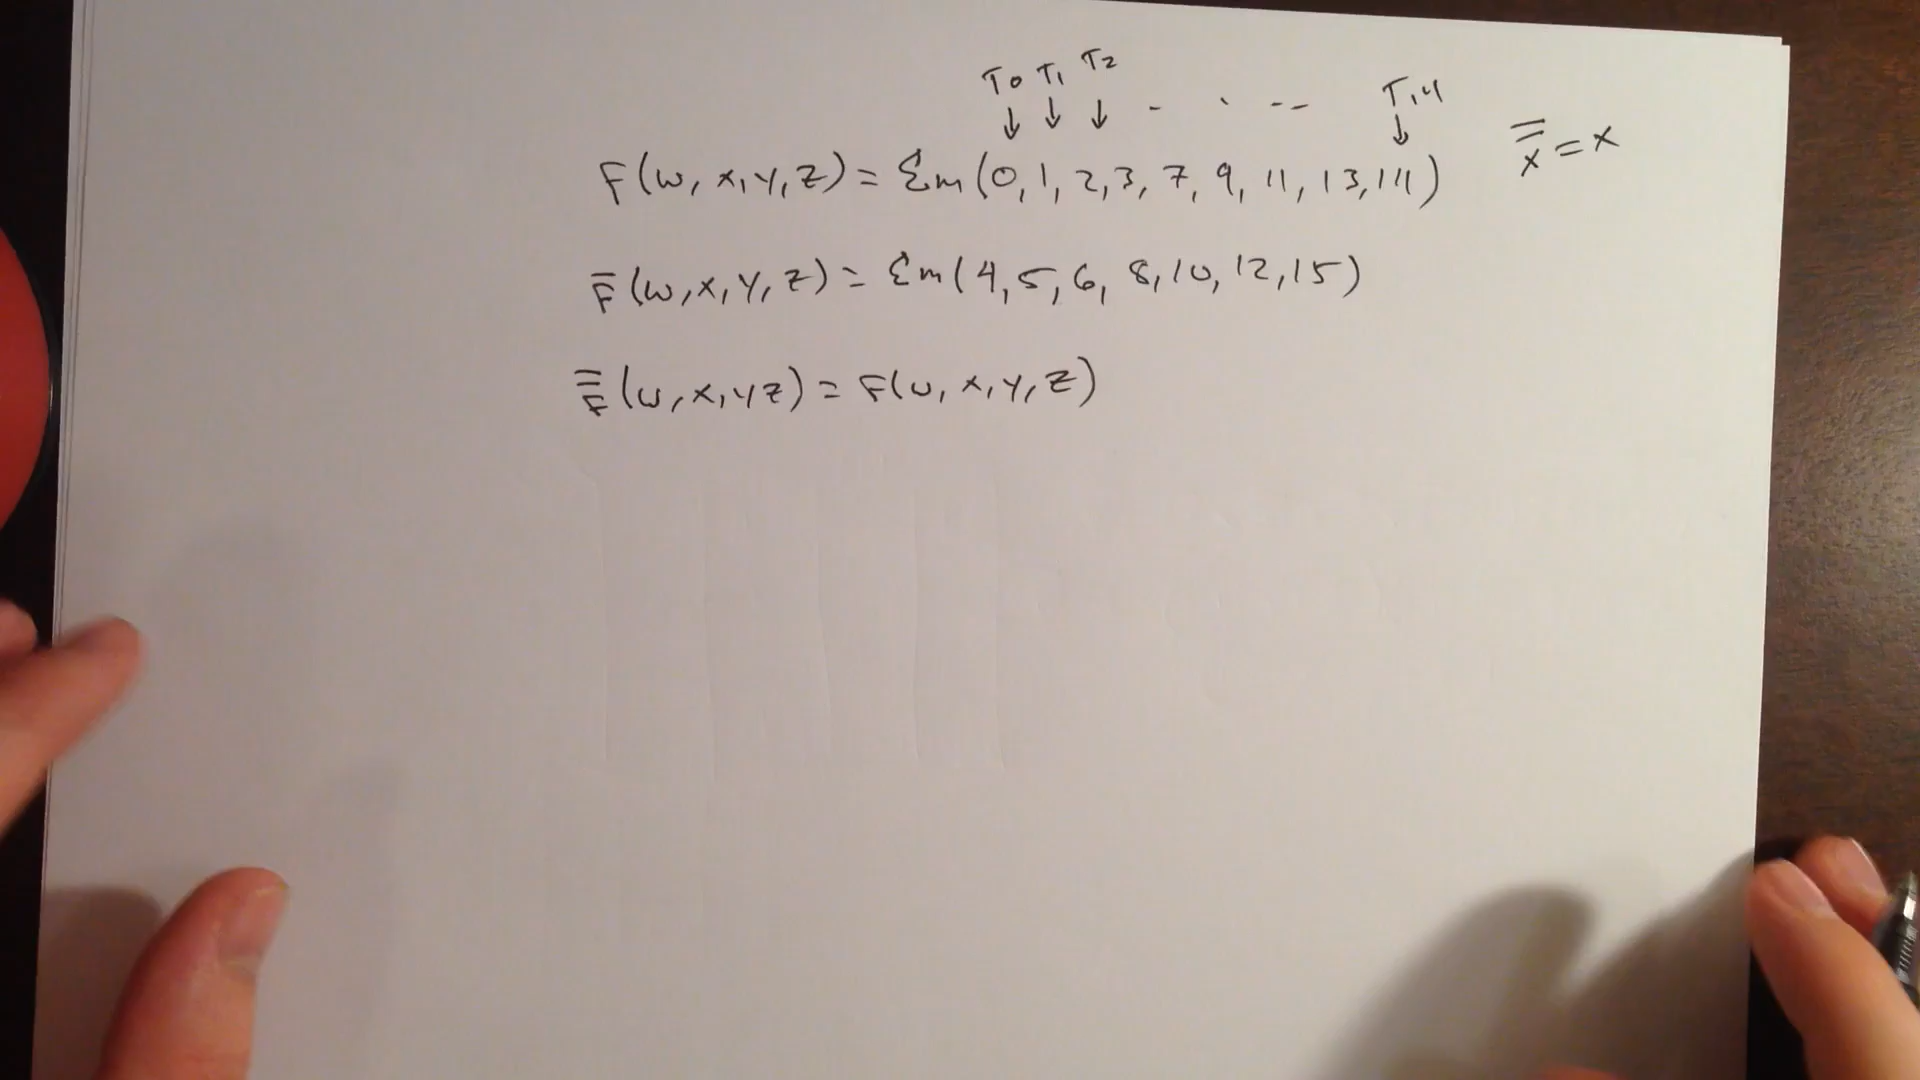 T0 T1 T2 - · -- T14
↓ ↓ ↓ ↓
F(w, x, y, z) = Σm(0, 1, 2, 3, 7, 9, 11, 13, 14) x̿ = x
F̅(w, x, y, z) = Σm(4, 5, 6, 8, 10, 12, 15)
F̿(w, x, y z) = F(w, x, y, z)